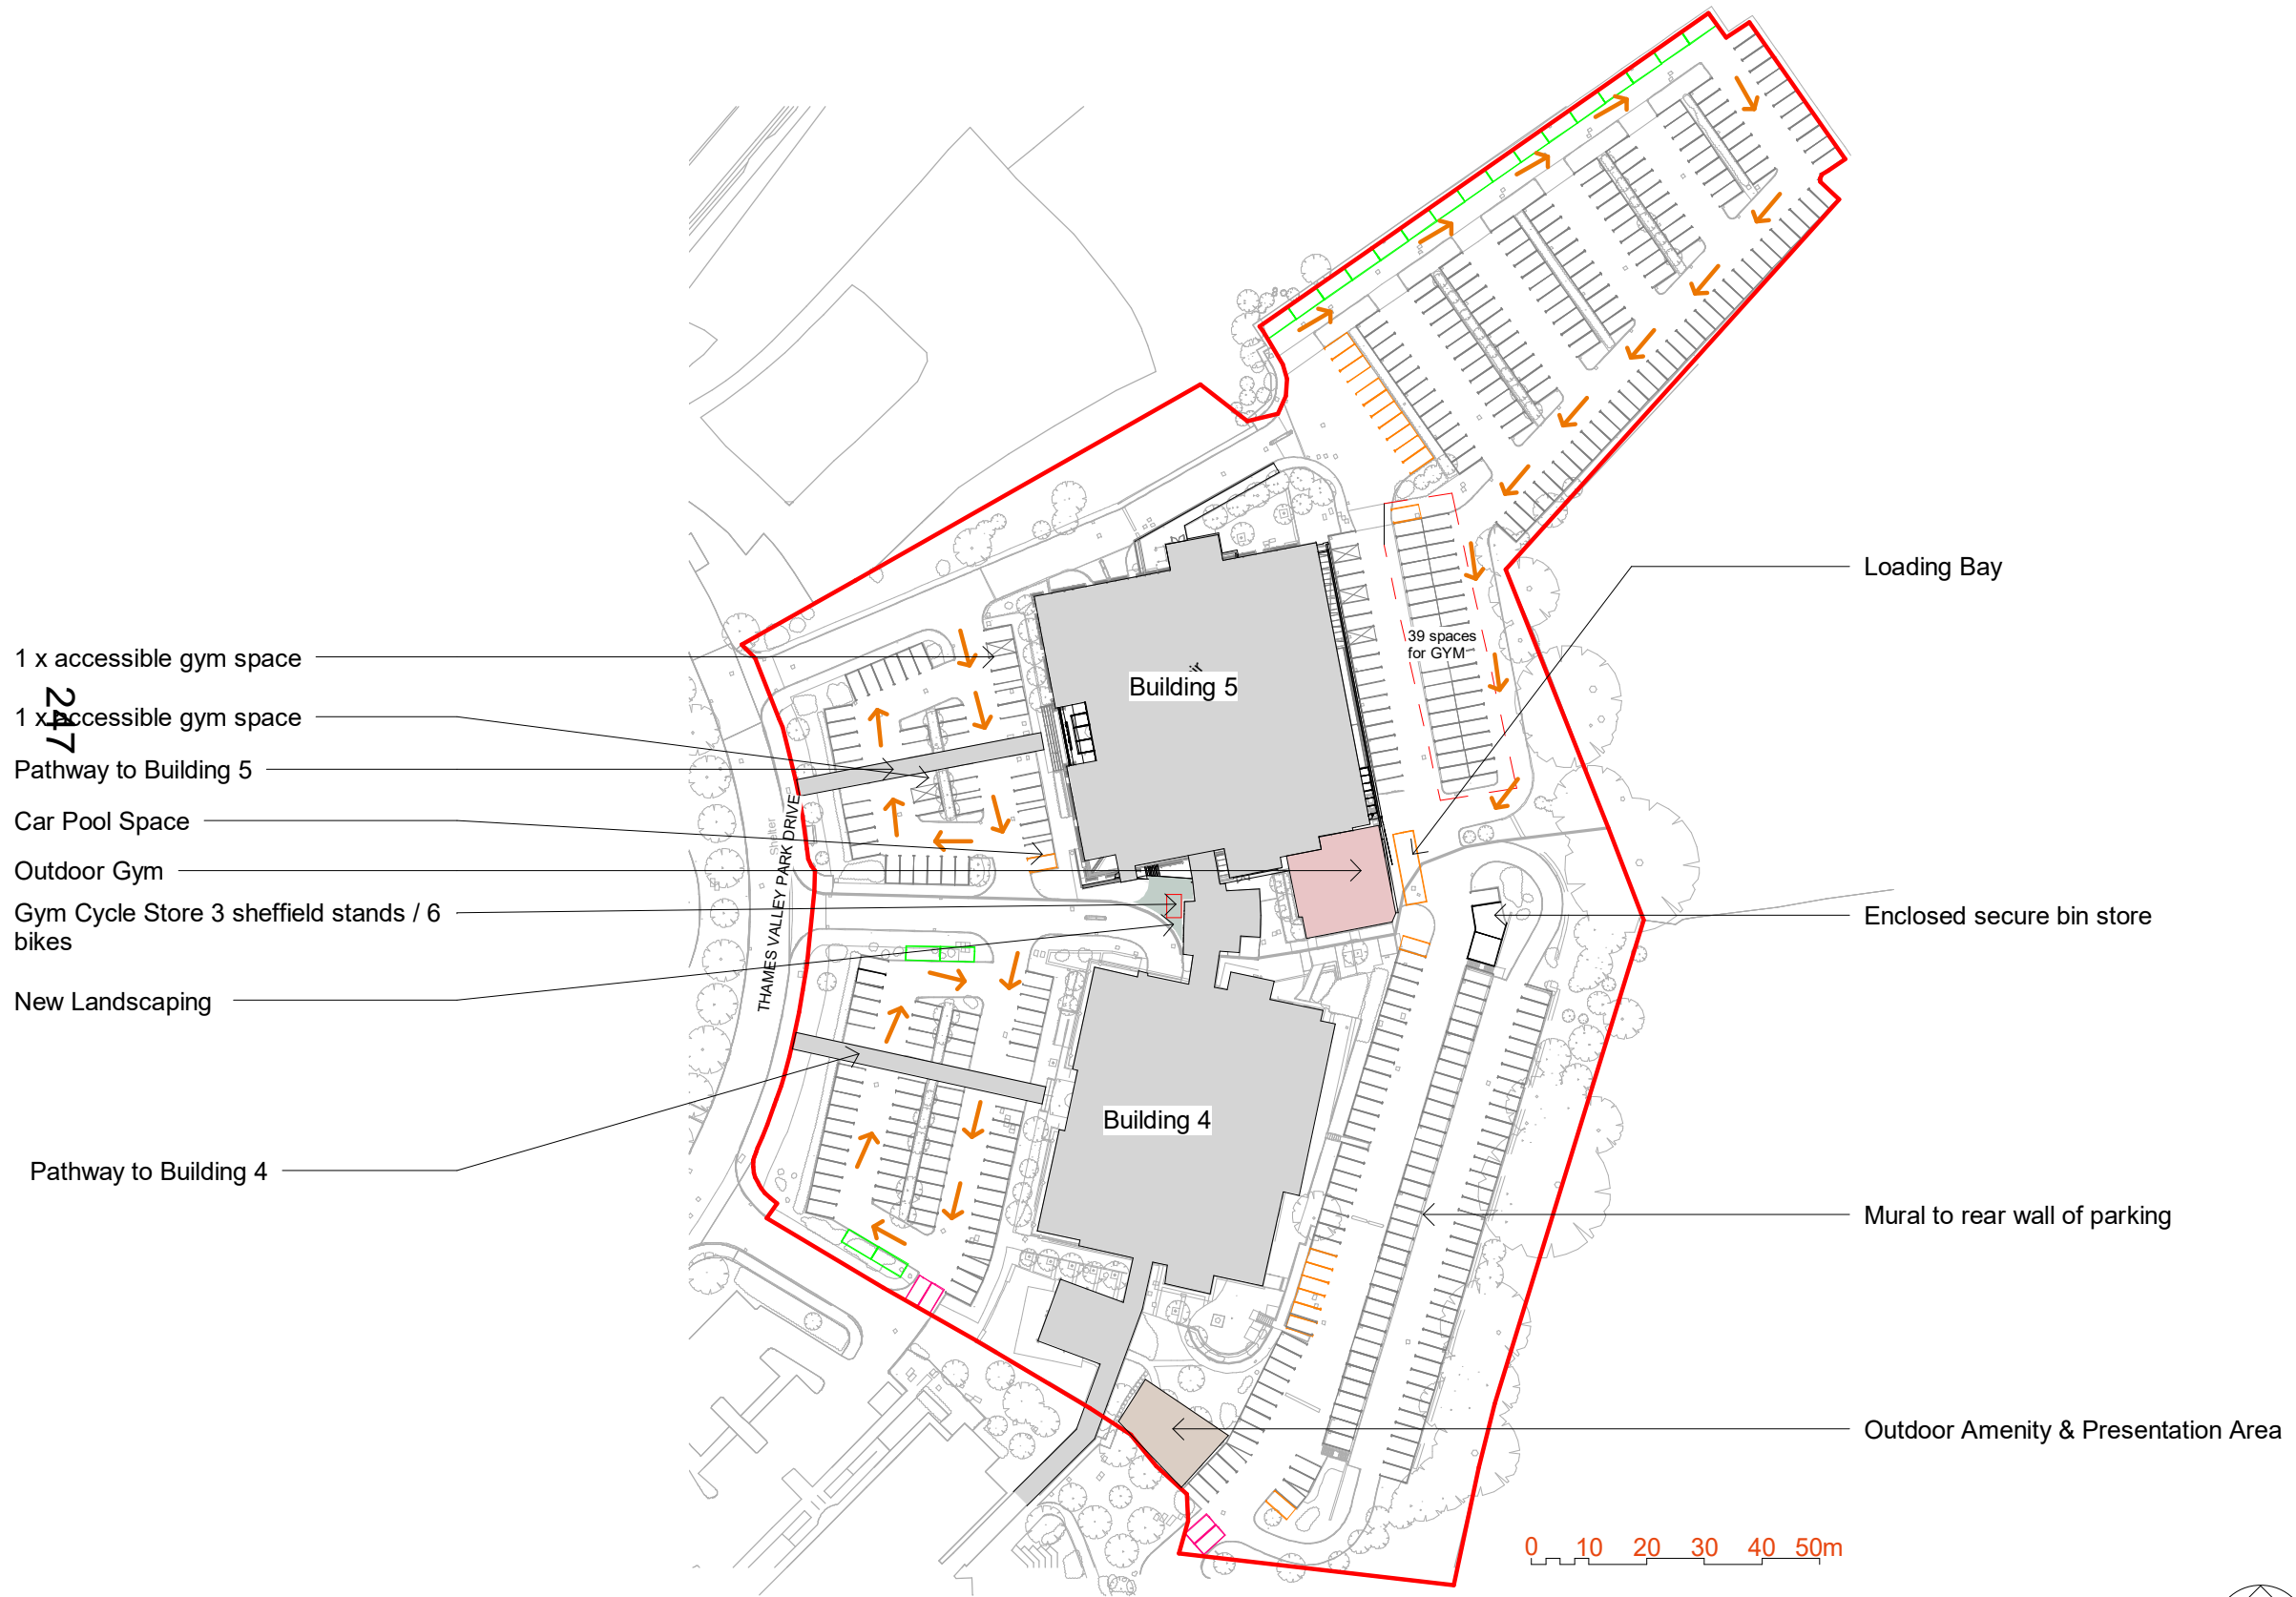 1 x accessible gym space
247
1 x accessible gym space
Pathway to Building 5
Car Pool Space
Outdoor Gym
Gym Cycle Store 3 sheffield stands / 6
bikes
New Landscaping
Pathway to Building 4
THAMES VALLEY PARK DRIVE
Shelter
Building 5
Building 4
39 spaces
for GYM
Loading Bay
Enclosed secure bin store
Mural to rear wall of parking
Outdoor Amenity & Presentation Area
0 10 20 30 40 50m